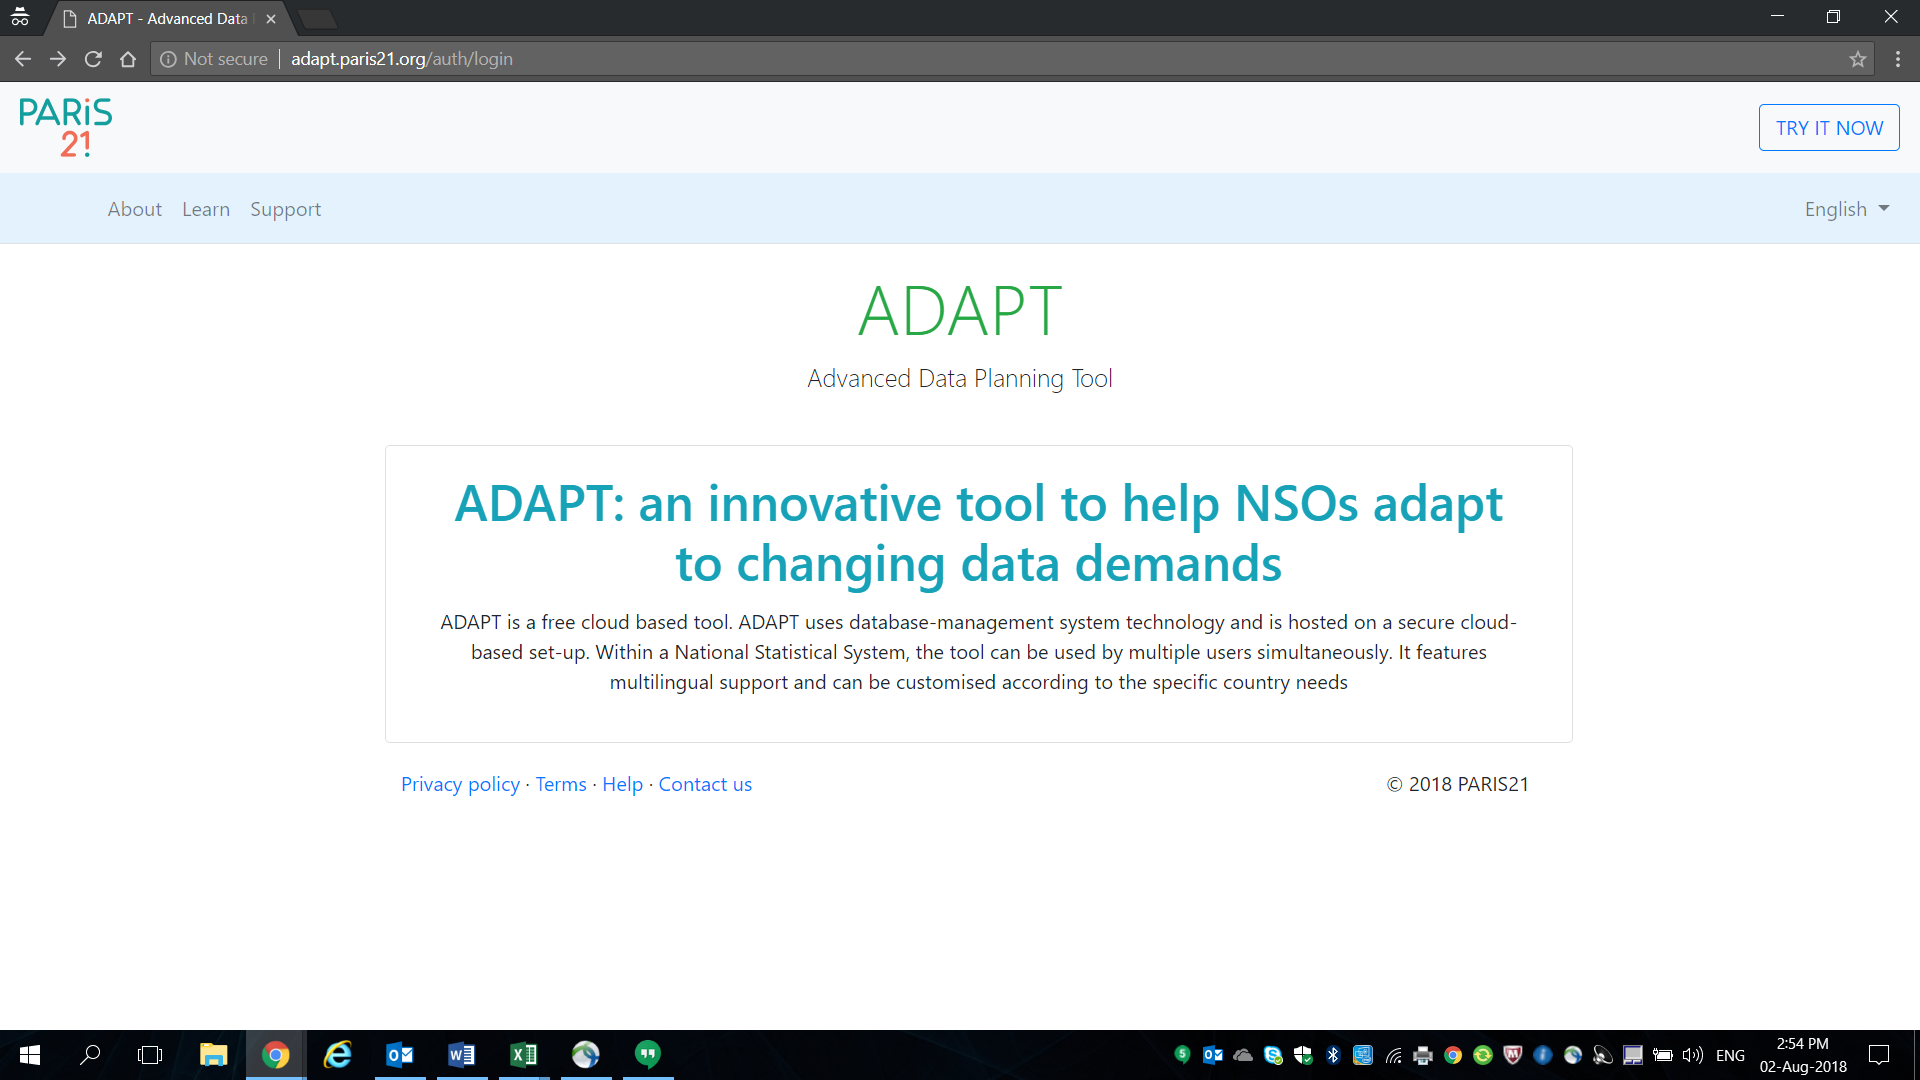 ADAPT - Advanced Data
Not secure
adapt.paris21.org/auth/login
PARiS
21
TRY IT NOW
About
Learn
Support
English
ADAPT
Advanced Data Planning Tool
ADAPT: an innovative tool to help NSOs adapt
to changing data demands
ADAPT is a free cloud based tool. ADAPT uses database-management system technology and is hosted on a secure cloud-
based set-up. Within a National Statistical System, the tool can be used by multiple users simultaneously. It features
multilingual support and can be customised according to the specific country needs
Privacy policy · Terms · Help · Contact us
© 2018 PARIS21
ENG
2:54 PM
02-Aug-2018